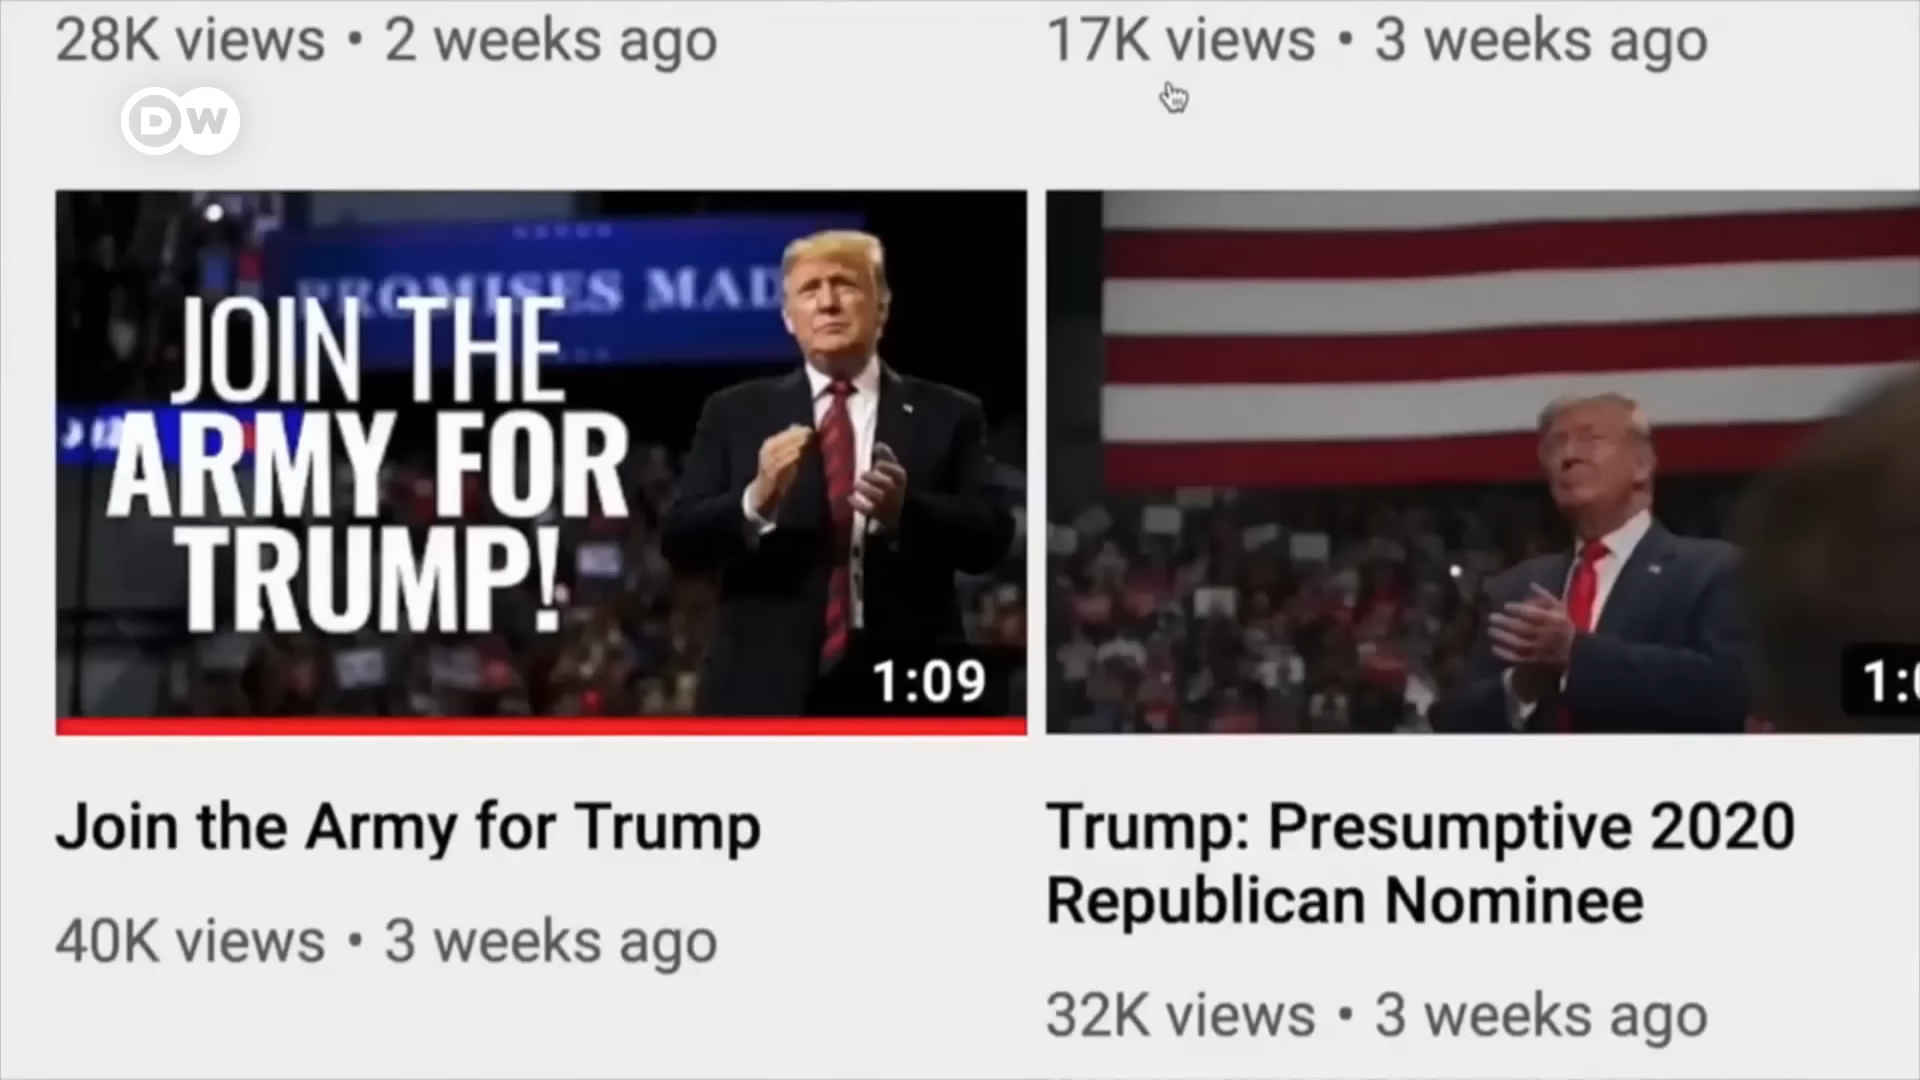 28K views • 2 weeks ago
17K views • 3 weeks ago
DW
PROMISES MAD
JOIN THE
ARMY FOR
TRUMP!
1:09
Join the Army for Trump
40K views • 3 weeks ago
Trump: Presumptive 2020
Republican Nominee
32K views • 3 weeks ago